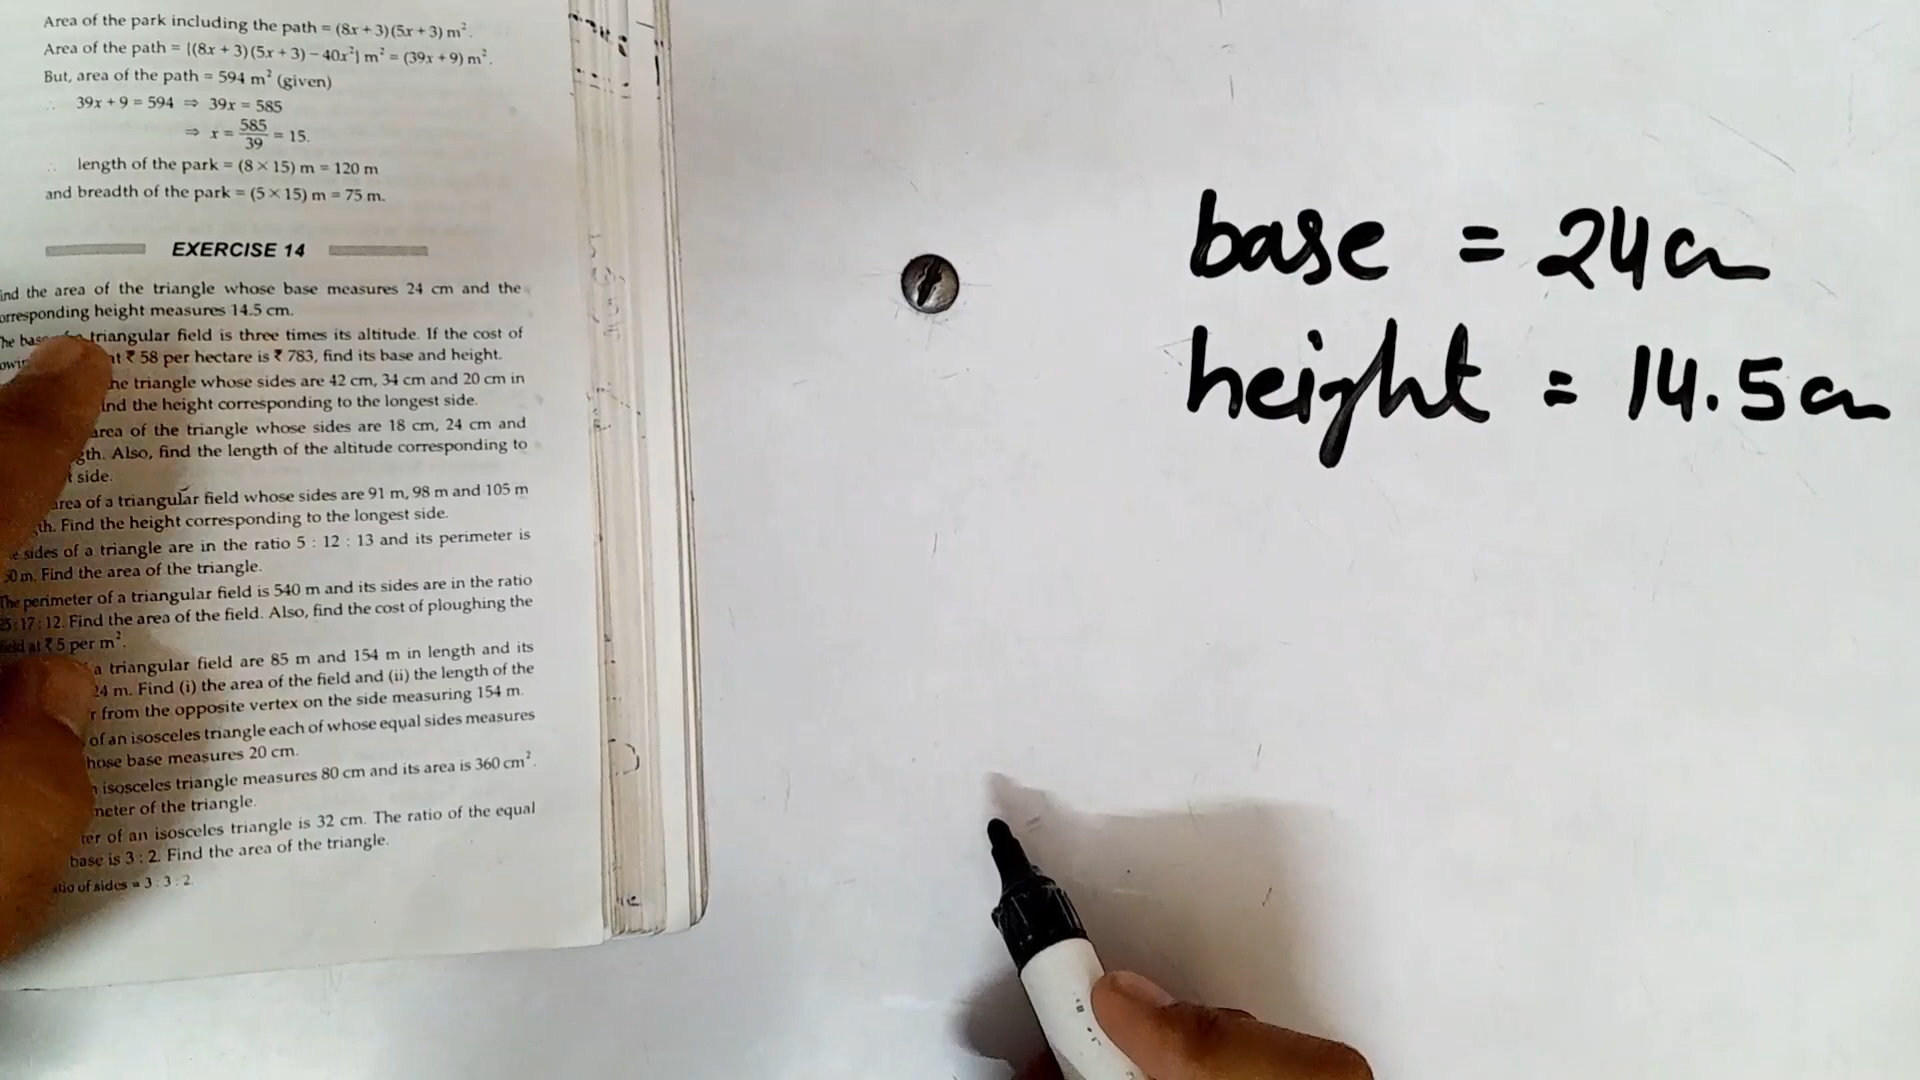 Area of the park including the path = (8x + 3)(5x + 3) m².
Area of the path = [(8x + 3)(5x + 3) − 40x²] m² = (39x + 9) m².
But, area of the path = 594 m² (given)
∴ 39x + 9 = 594 ⇒ 39x = 585
⇒ x = 585/39 = 15.
∴ length of the park = (8 × 15) m = 120 m
and breadth of the park = (5 × 15) m = 75 m.
EXERCISE 14
ind the area of the triangle whose base measures 24 cm and the
orresponding height measures 14.5 cm.
he triangular field is three times its altitude. If the cost of
at ₹ 58 per hectare is ₹ 783, find its base and height.
he triangle whose sides are 42 cm, 34 cm and 20 cm in
ind the height corresponding to the longest side.
area of the triangle whose sides are 18 cm, 24 cm and
gth. Also, find the length of the altitude corresponding to
t side.
area of a triangular field whose sides are 91 m, 98 m and 105 m
th. Find the height corresponding to the longest side.
e sides of a triangle are in the ratio 5 : 12 : 13 and its perimeter is
0 m. Find the area of the triangle.
The perimeter of a triangular field is 540 m and its sides are in the ratio
25 : 17 : 12. Find the area of the field. Also, find the cost of ploughing the
field at ₹ 5 per m².
a triangular field are 85 m and 154 m in length and its
24 m. Find (i) the area of the field and (ii) the length of the
r from the opposite vertex on the side measuring 154 m.
of an isosceles triangle each of whose equal sides measures
hose base measures 20 cm.
isosceles triangle measures 80 cm and its area is 360 cm².
meter of the triangle.
ter of an isosceles triangle is 32 cm. The ratio of the equal
base is 3 : 2. Find the area of the triangle.
atio of sides = 3 : 3 : 2.
base = 24cm
height = 14.5cm